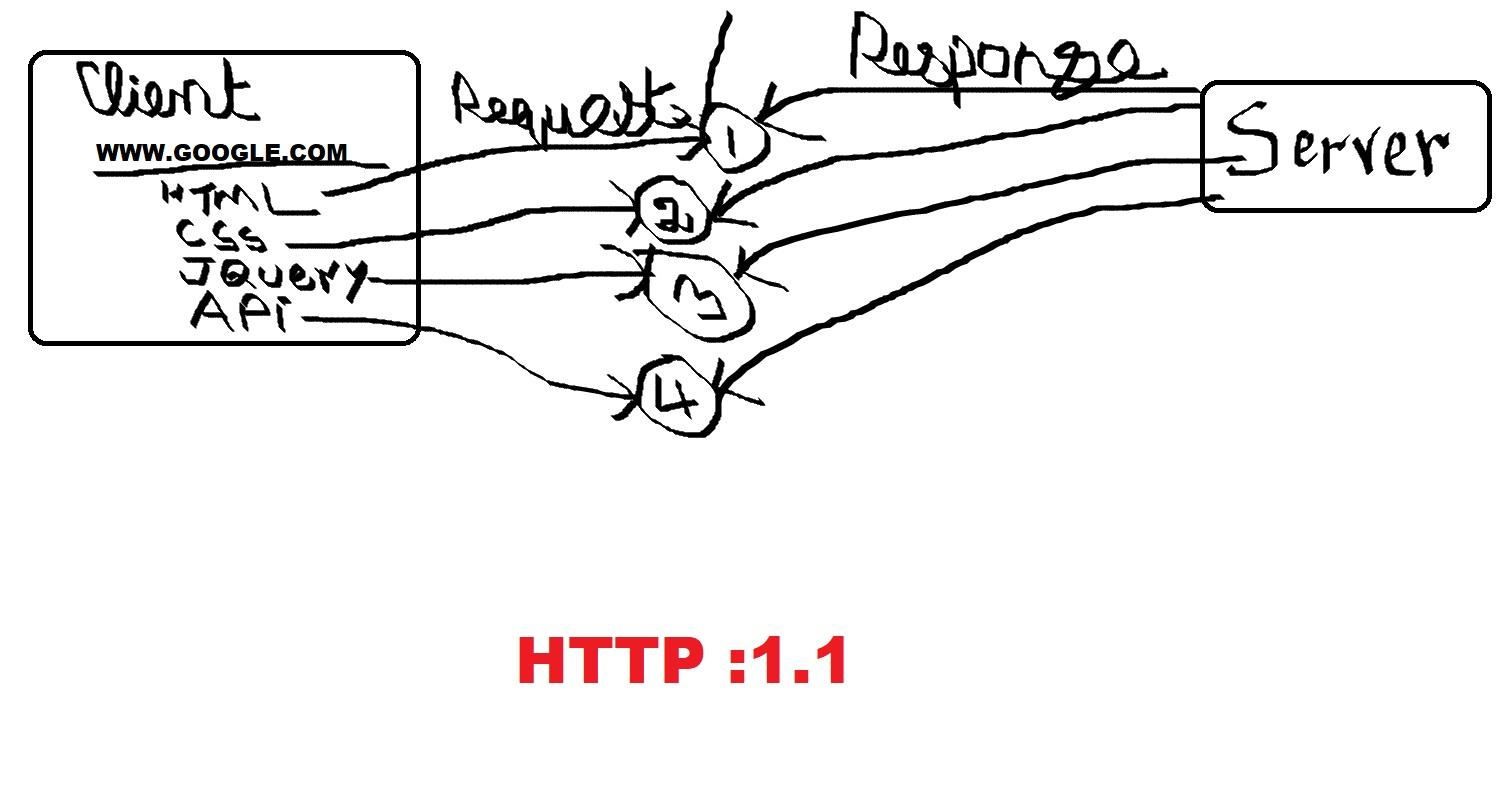 Client
Request
Response
WWW.GOOGLE.COM
HTML
CSS
JQuery
APi
1
2
3
4
Server
HTTP :1.1